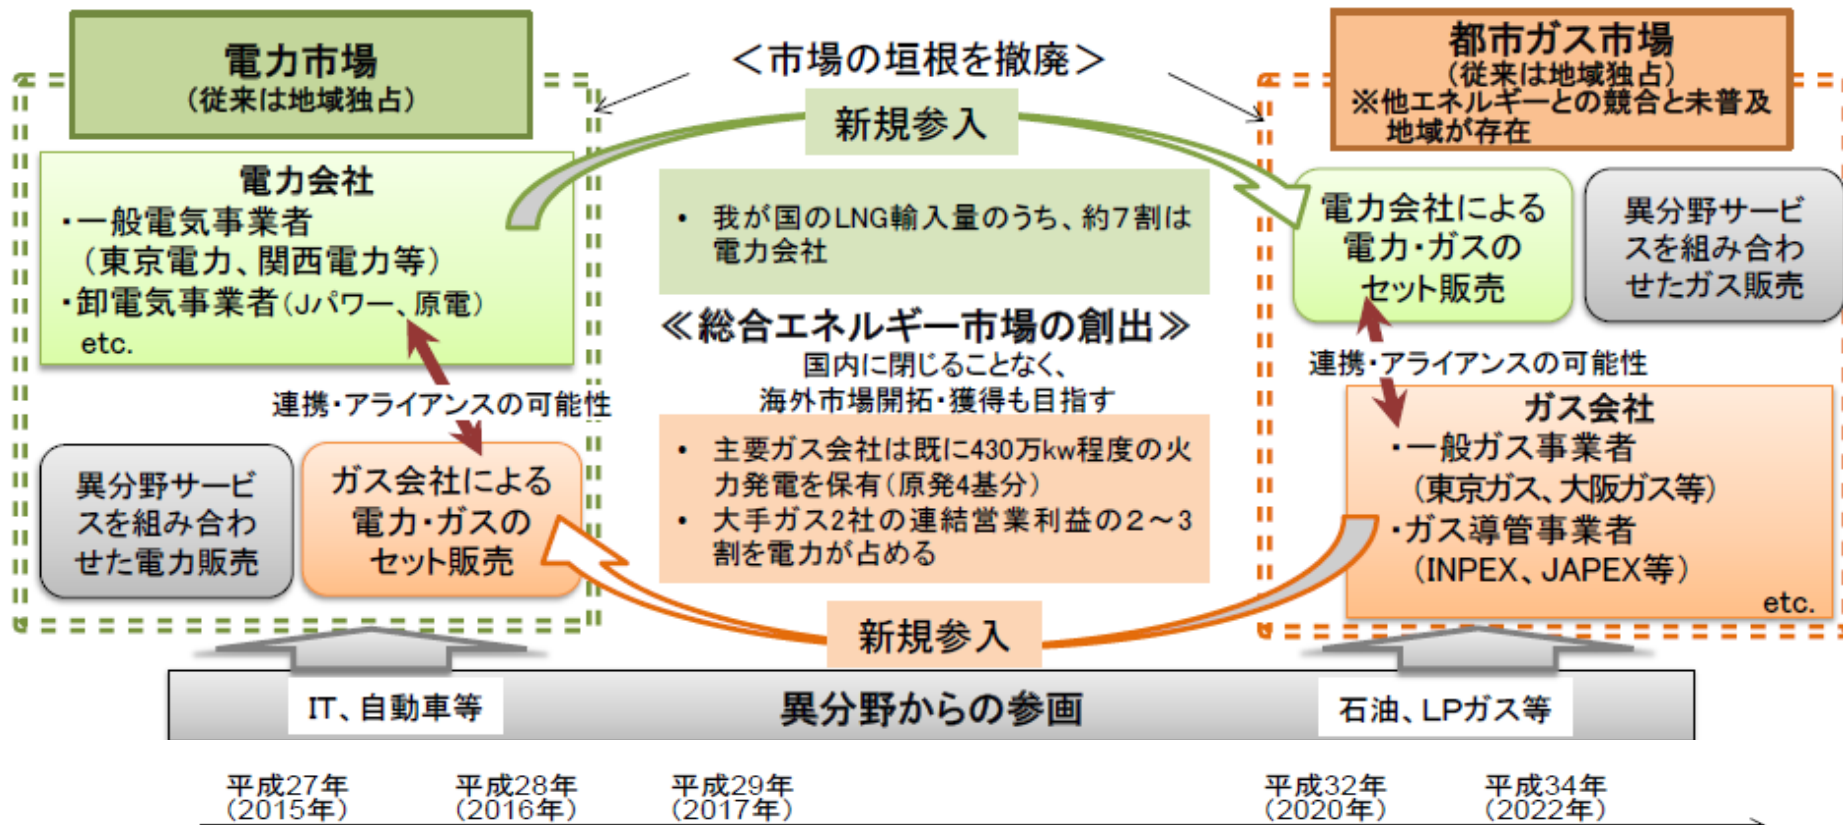 電力市場
(従来は地域独占)
<市場の垣根を撤廃>
都市ガス市場
(従来は地域独占)
※他エネルギーとの競合と未普及
地域が存在
新規参入
電力会社
・一般電気事業者
(東京電力、関西電力等)
・卸電気事業者(Jパワー、原電)
etc.
連携・アライアンスの可能性
異分野サービ
スを組み合わ
せた電力販売
ガス会社による
電力・ガスの
セット販売
• 我が国のLNG輸入量のうち、約7割は
電力会社
≪総合エネルギー市場の創出≫
国内に閉じることなく、
海外市場開拓・獲得も目指す
• 主要ガス会社は既に430万kw程度の火
力発電を保有(原発4基分)
• 大手ガス2社の連結営業利益の2～3
割を電力が占める
新規参入
電力会社による
電力・ガスの
セット販売
異分野サービ
スを組み合わ
せたガス販売
連携・アライアンスの可能性
ガス会社
・一般ガス事業者
(東京ガス、大阪ガス等)
・ガス導管事業者
(INPEX、JAPEX等)
etc.
IT、自動車等
異分野からの参画
石油、LPガス等
平成27年
(2015年)
平成28年
(2016年)
平成29年
(2017年)
平成32年
(2020年)
平成34年
(2022年)